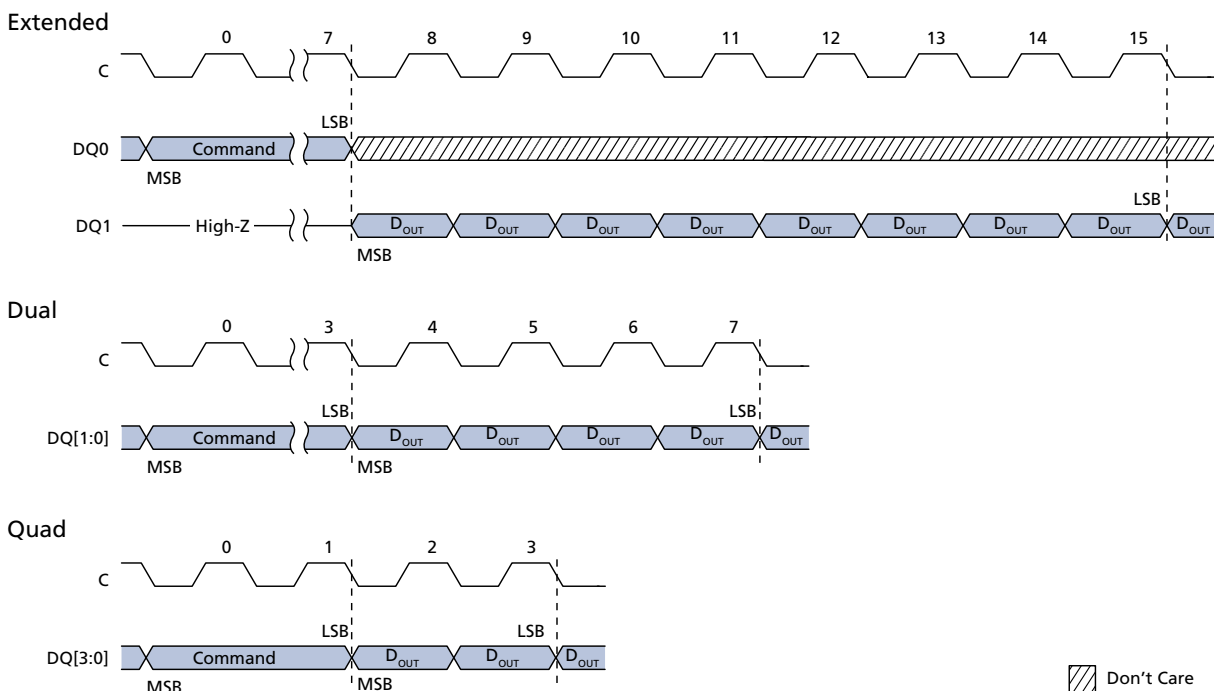 Extended
0 7 8 9 10 11 12 13 14 15
C
LSB
DQ0 Command
MSB
LSB
DQ1 High-Z DOUT DOUT DOUT DOUT DOUT DOUT DOUT DOUT DOUT
MSB
Dual
0 3 4 5 6 7
C
LSB LSB
DQ[1:0] Command DOUT DOUT DOUT DOUT DOUT
MSB MSB
Quad
0 1 2 3
C
LSB LSB
DQ[3:0] Command DOUT DOUT DOUT
MSB MSB
Don't Care